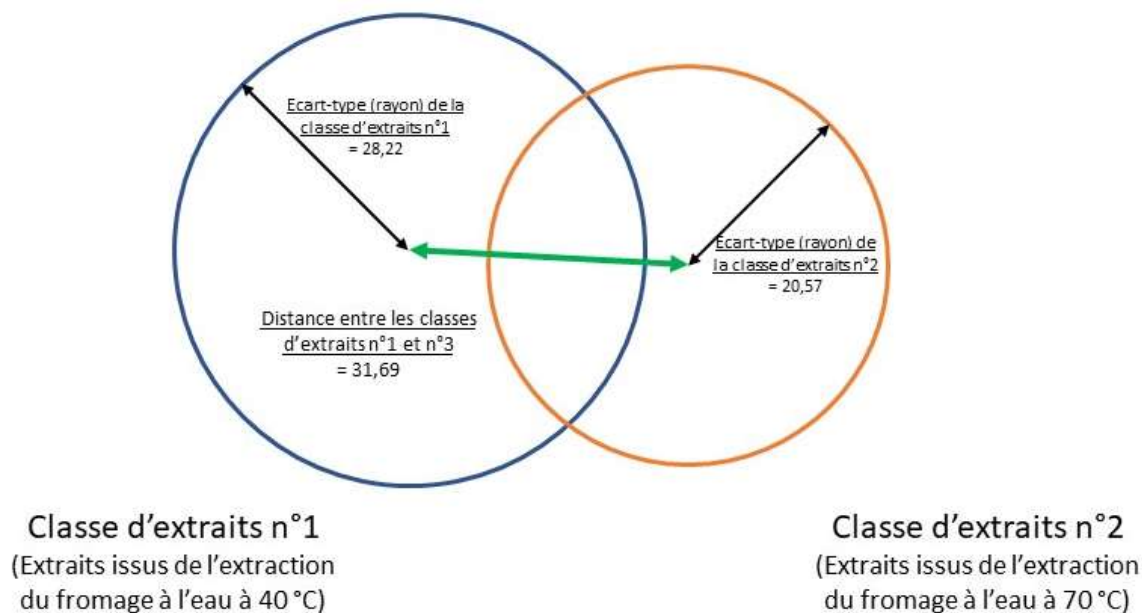 Ecart-type (rayon) de la
classe d'extraits n°1
= 28,22
Ecart-type (rayon) de
la classe d'extraits n°2
= 20,57
Distance entre les classes
d'extraits n°1 et n°3
= 31,69
Classe d'extraits n°1
(Extraits issus de l'extraction
du fromage à l'eau à 40 °C)
Classe d'extraits n°2
(Extraits issus de l'extraction
du fromage à l'eau à 70 °C)